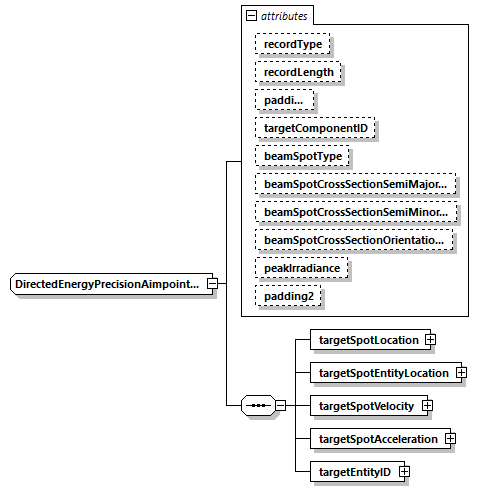 attributes
recordType
recordLength
paddi...
targetComponentID
beamSpotType
beamSpotCrossSectionSemiMajor...
beamSpotCrossSectionSemiMinor...
beamSpotCrossSectionOrientatio...
peakIrradiance
padding2
DirectedEnergyPrecisionAimpoint...
targetSpotLocation
targetSpotEntityLocation
targetSpotVelocity
targetSpotAcceleration
targetEntityID